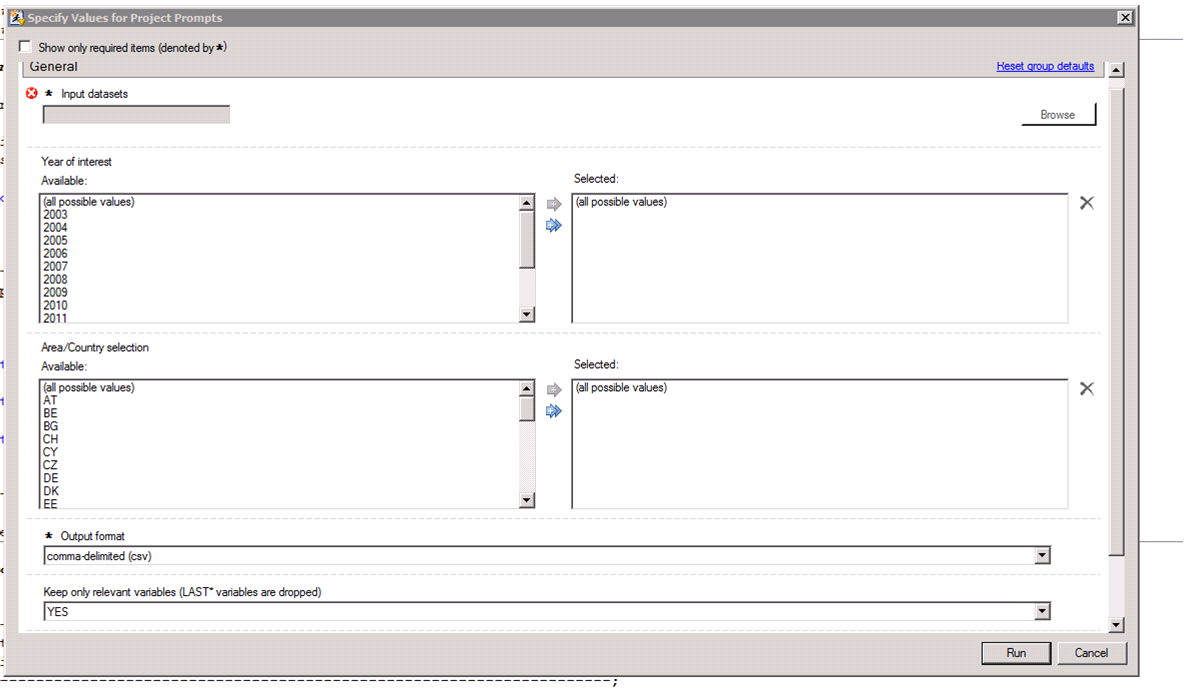 Specify Values for Project Prompts
Show only required items (denoted by *)
General
Reset group defaults
* Input datasets
Browse
Year of interest
Available:
Selected:
(all possible values)
2003
2004
2005
2006
2007
2008
2009
2010
2011
(all possible values)
Area/Country selection
Available:
Selected:
(all possible values)
AT
BE
BG
CH
CY
CZ
DE
DK
EE
(all possible values)
* Output format
comma-delimited (csv)
Keep only relevant variables (LAST* variables are dropped)
YES
Run
Cancel